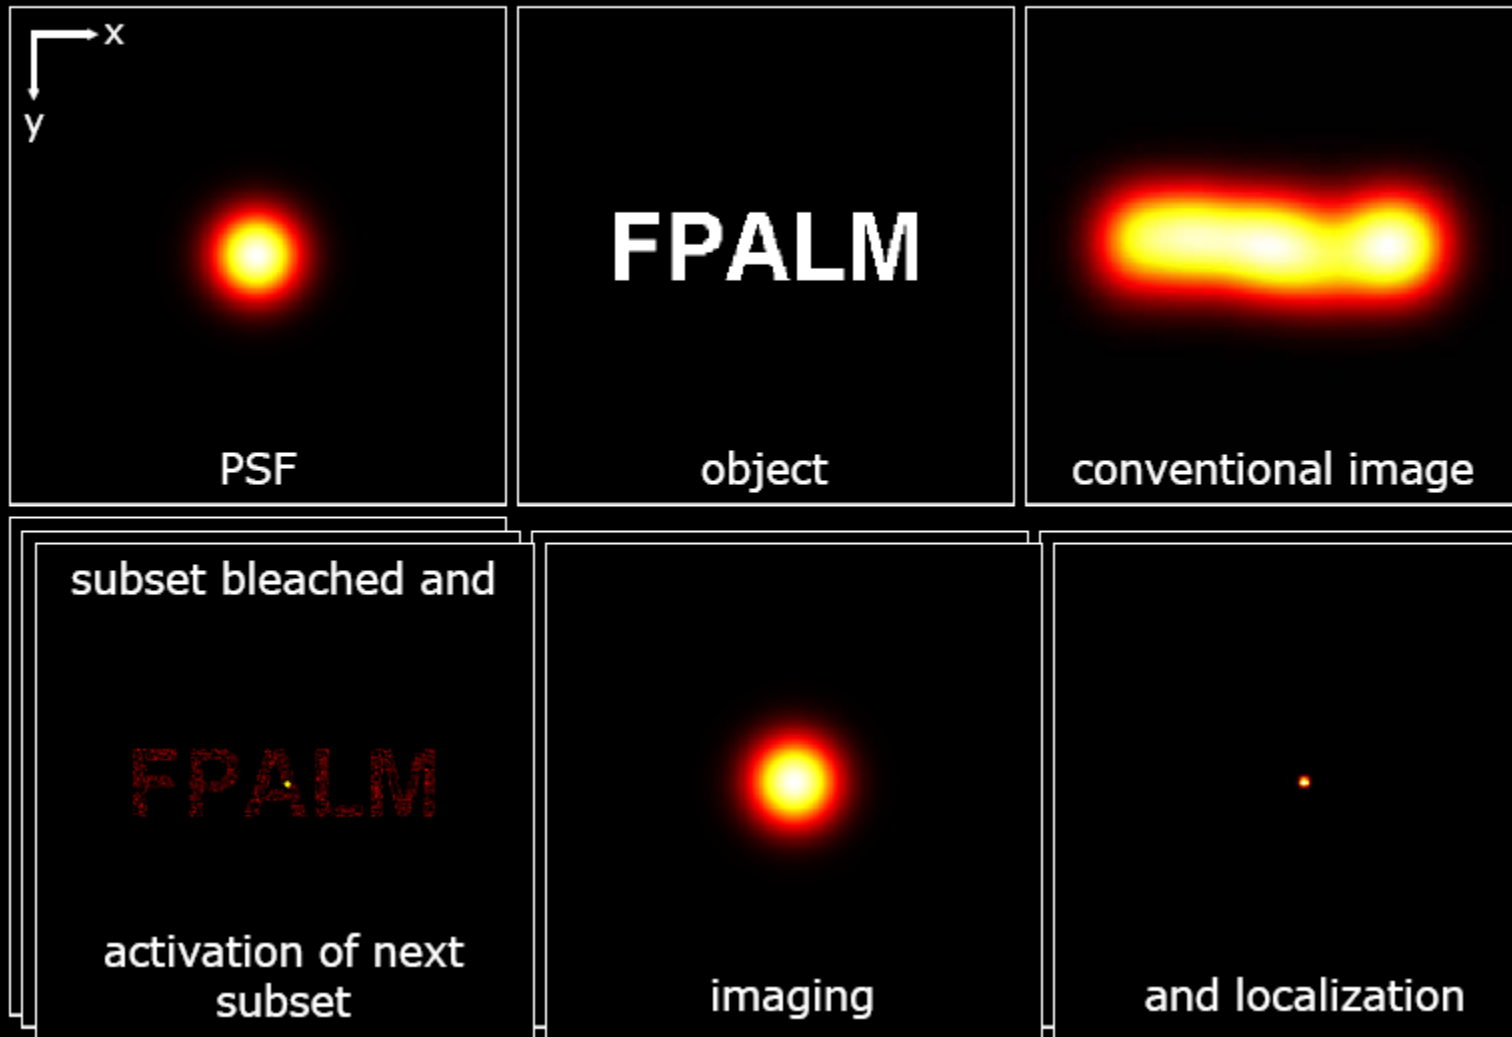 x
y
PSF
FPALM
object
conventional image
subset bleached and
FPALM
activation of next
subset
imaging
and localization